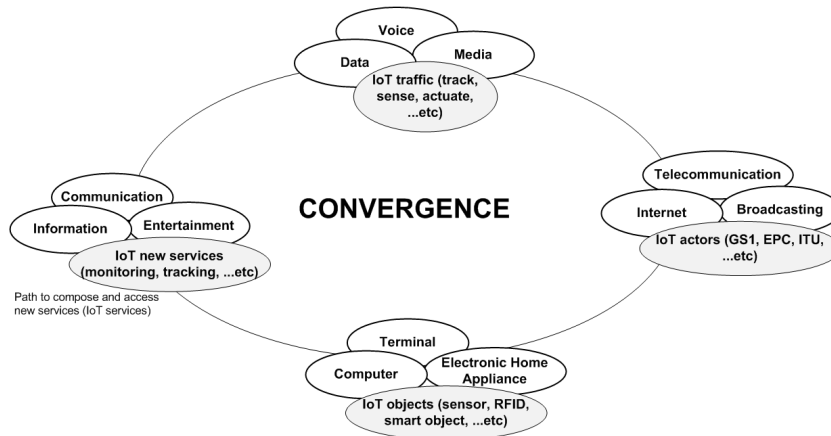 Voice
Data
Media
IoT traffic (track,
sense, actuate,
...etc)
Telecommunication
Internet
Broadcasting
IoT actors (GS1, EPC, ITU,
...etc)
CONVERGENCE
Communication
Information
Entertainment
IoT new services
(monitoring, tracking, ...etc)
Path to compose and access
new services (IoT services)
Terminal
Computer
Electronic Home
Appliance
IoT objects (sensor, RFID,
smart object, ...etc)